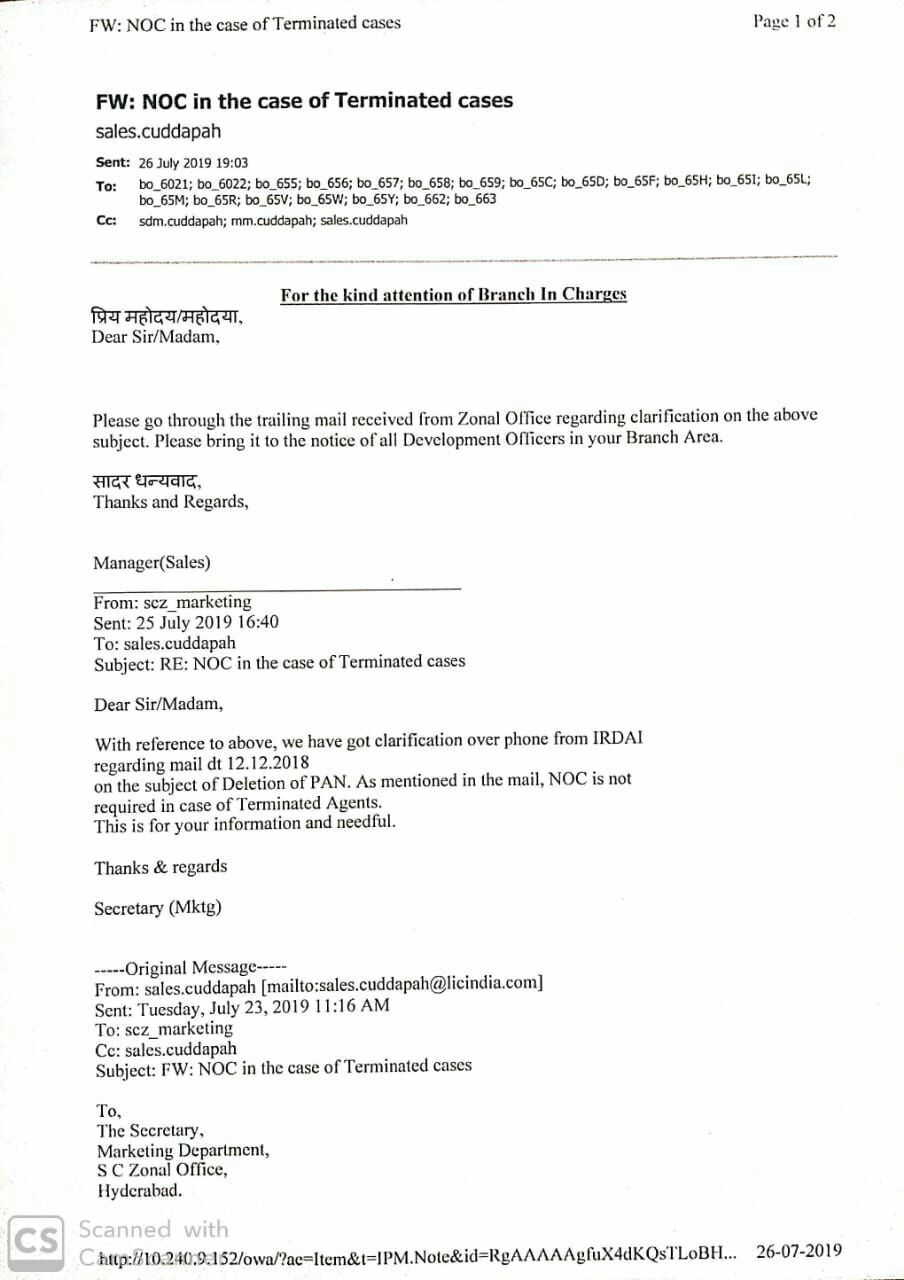 FW: NOC in the case of Terminated cases
Page 1 of 2
FW: NOC in the case of Terminated cases
sales.cuddapah
Sent: 26 July 2019 19:03
To: bo_6021; bo_6022; bo_655; bo_656; bo_657; bo_658; bo_659; bo_65C; bo_65D; bo_65F; bo_65H; bo_65I; bo_65L;
bo_65M; bo_65R; bo_65V; bo_65W; bo_65Y; bo_662; bo_663
Cc: sdm.cuddapah; mm.cuddapah; sales.cuddapah
For the kind attention of Branch In Charges
प्रिय महोदय/महोदया,
Dear Sir/Madam,
Please go through the trailing mail received from Zonal Office regarding clarification on the above
subject. Please bring it to the notice of all Development Officers in your Branch Area.
सादर धन्यवाद,
Thanks and Regards,
Manager(Sales)
From: scz_marketing
Sent: 25 July 2019 16:40
To: sales.cuddapah
Subject: RE: NOC in the case of Terminated cases
Dear Sir/Madam,
With reference to above, we have got clarification over phone from IRDAI
regarding mail dt 12.12.2018
on the subject of Deletion of PAN. As mentioned in the mail, NOC is not
required in case of Terminated Agents.
This is for your information and needful.
Thanks & regards
Secretary (Mktg)
-----Original Message-----
From: sales.cuddapah [mailto:sales.cuddapah@licindia.com]
Sent: Tuesday, July 23, 2019 11:16 AM
To: scz_marketing
Cc: sales.cuddapah
Subject: FW: NOC in the case of Terminated cases
To,
The Secretary,
Marketing Department,
S C Zonal Office,
Hyderabad.
CS Scanned with
CamScanner
http://10.240.9.152/owa/?ae=Item&t=IPM.Note&id=RgAAAAAgfuX4dKQsTLoBH... 26-07-2019